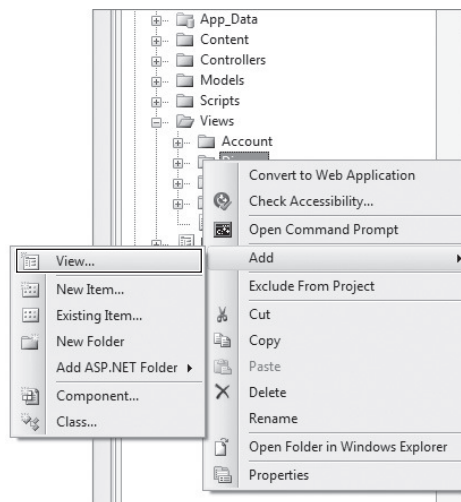 App_Data
Content
Controllers
Models
Scripts
Views
Account
Convert to Web Application
Check Accessibility...
Open Command Prompt
Add
Exclude From Project
Cut
Copy
Paste
Delete
Rename
Open Folder in Windows Explorer
Properties
View...
New Item...
Existing Item...
New Folder
Add ASP.NET Folder
Component...
Class...